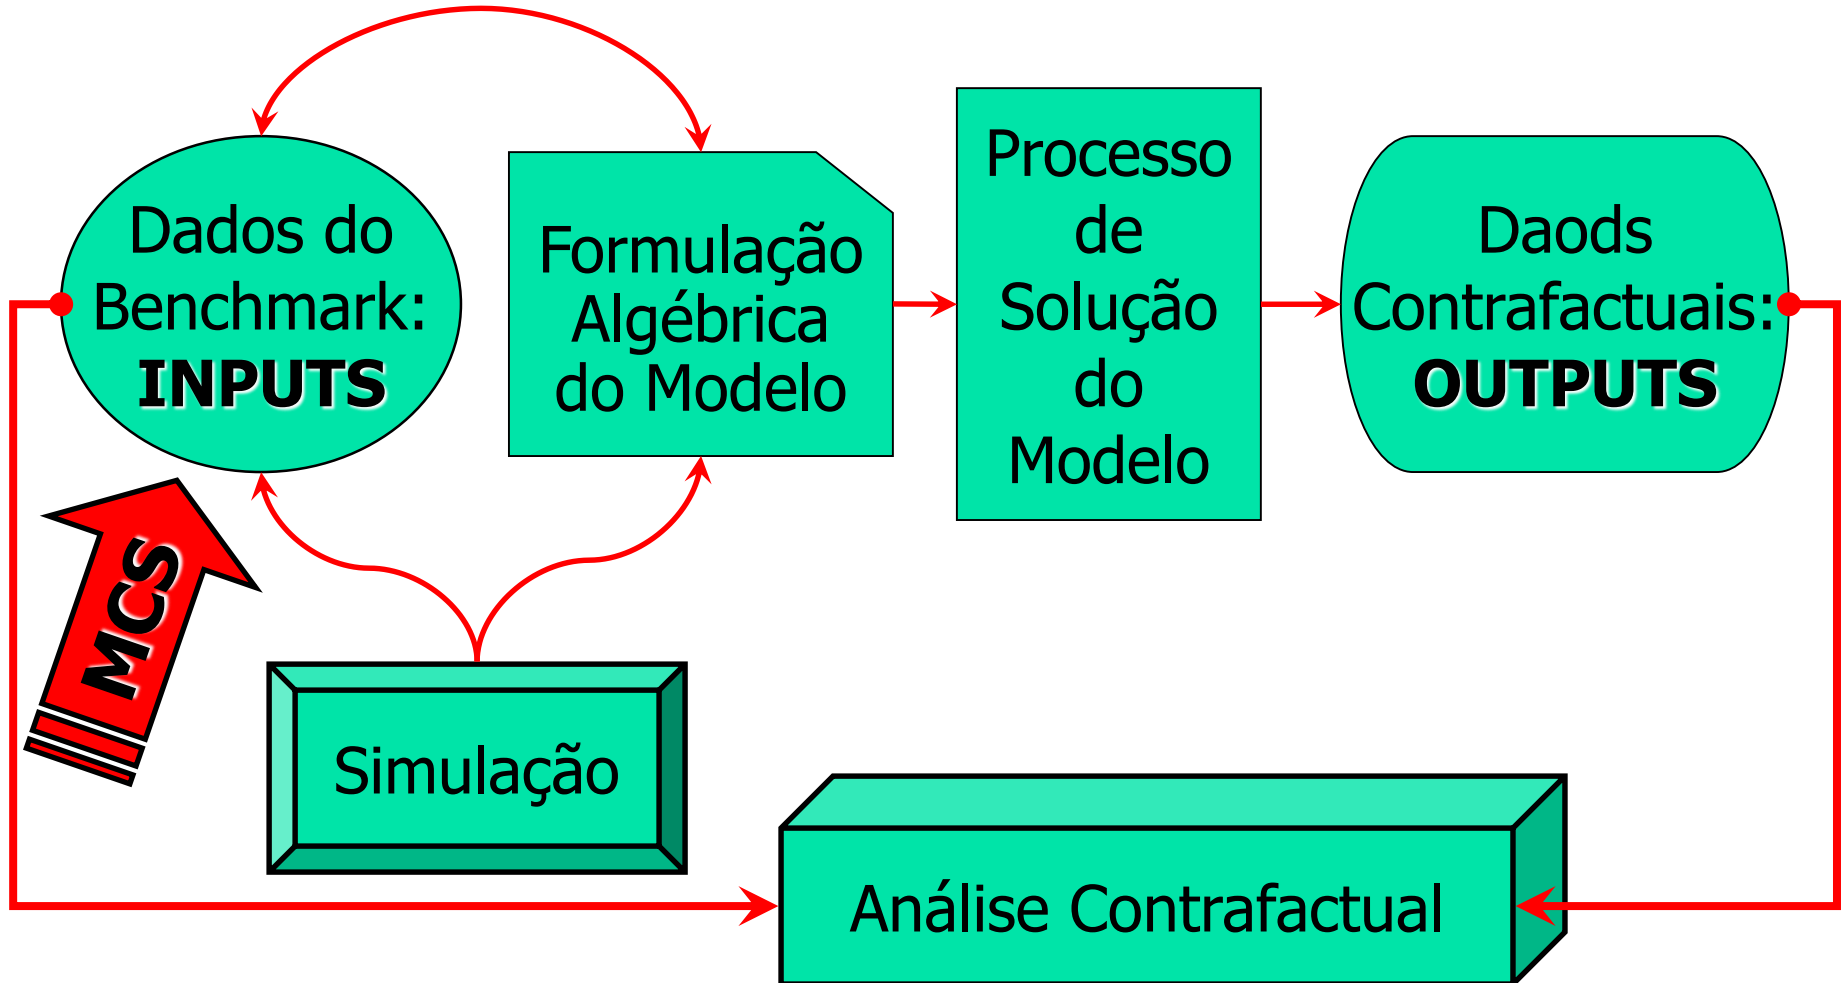 Dados do
Benchmark:
INPUTS
Formulação
Algébrica
do Modelo
Processo
de
Solução
do
Modelo
Daods
Contrafactuais:
OUTPUTS
MCS
Simulação
Análise Contrafactual